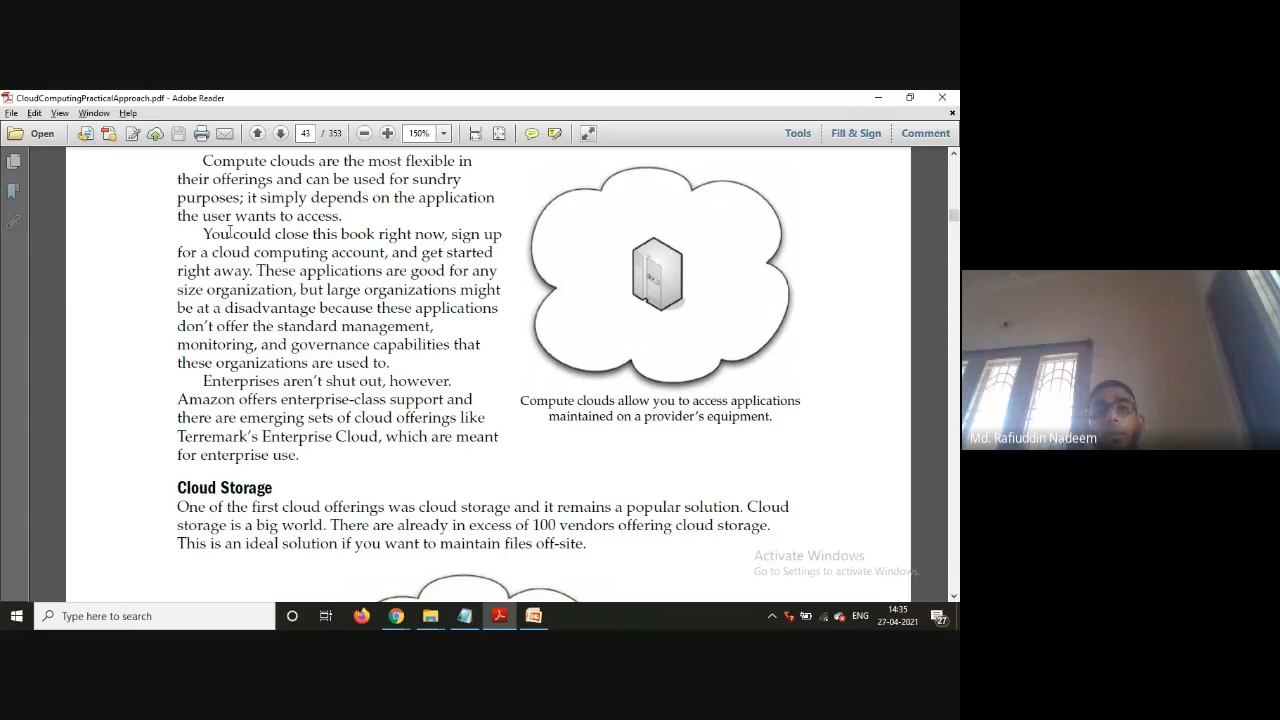 CloudComputingPracticalApproach.pdf - Adobe Reader
File Edit View Window Help
Open 43 / 353 150% Tools Fill & Sign Comment
Compute clouds are the most flexible in
their offerings and can be used for sundry
purposes; it simply depends on the application
the user wants to access.
You could close this book right now, sign up
for a cloud computing account, and get started
right away. These applications are good for any
size organization, but large organizations might
be at a disadvantage because these applications
don't offer the standard management,
monitoring, and governance capabilities that
these organizations are used to.
Enterprises aren't shut out, however.
Amazon offers enterprise-class support and
there are emerging sets of cloud offerings like
Terremark's Enterprise Cloud, which are meant
for enterprise use.
Compute clouds allow you to access applications
maintained on a provider's equipment.
Cloud Storage
One of the first cloud offerings was cloud storage and it remains a popular solution. Cloud
storage is a big world. There are already in excess of 100 vendors offering cloud storage.
This is an ideal solution if you want to maintain files off-site.
Activate Windows
Go to Settings to activate Windows.
Type here to search
ENG
14:35
27-04-2021
27
Md. Rafiuddin Nadeem